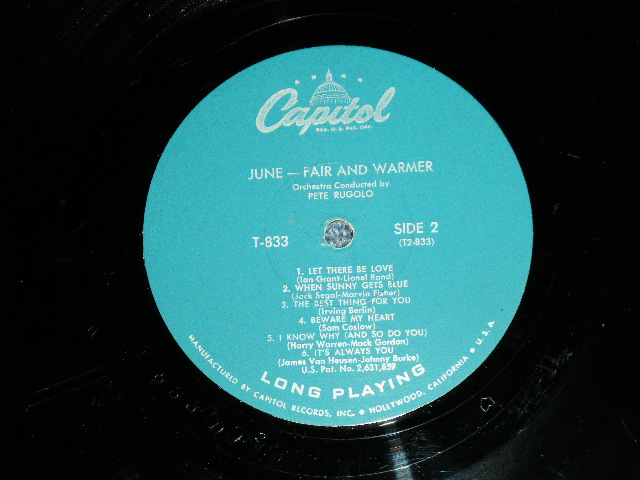 Capitol
REG. U.S. PAT. OFF.
JUNE — FAIR AND WARMER
Orchestra Conducted by
PETE RUGOLO
T-833
SIDE 2
(T2-833)
1. LET THERE BE LOVE
(Ian Grant-Lionel Rand)
2. WHEN SUNNY GETS BLUE
(Jack Segal-Marvin Fisher)
3. THE BEST THING FOR YOU
(Irving Berlin)
4. BEWARE MY HEART
(Sam Coslow)
5. I KNOW WHY (AND SO DO YOU)
(Harry Warren-Mack Gordon)
6. IT'S ALWAYS YOU
(James Van Heusen-Johnny Burke)
U.S. Pat. No. 2,631,859
LONG PLAYING
MANUFACTURED BY CAPITOL RECORDS, INC. • HOLLYWOOD, CALIFORNIA • U.S.A.